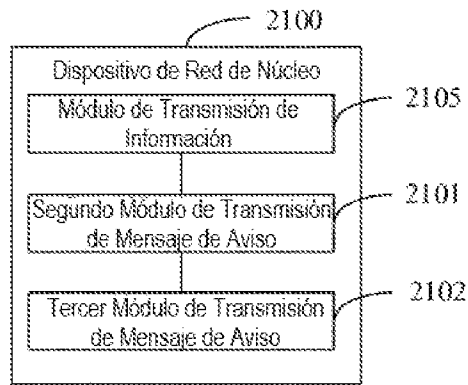 2100
Dispositivo de Red de Núcleo
Módulo de Transmisión de
Información
2105
Segundo Módulo de Transmisión
de Mensaje de Aviso
2101
Tercer Módulo de Transmisión
de Mensaje de Aviso
2102